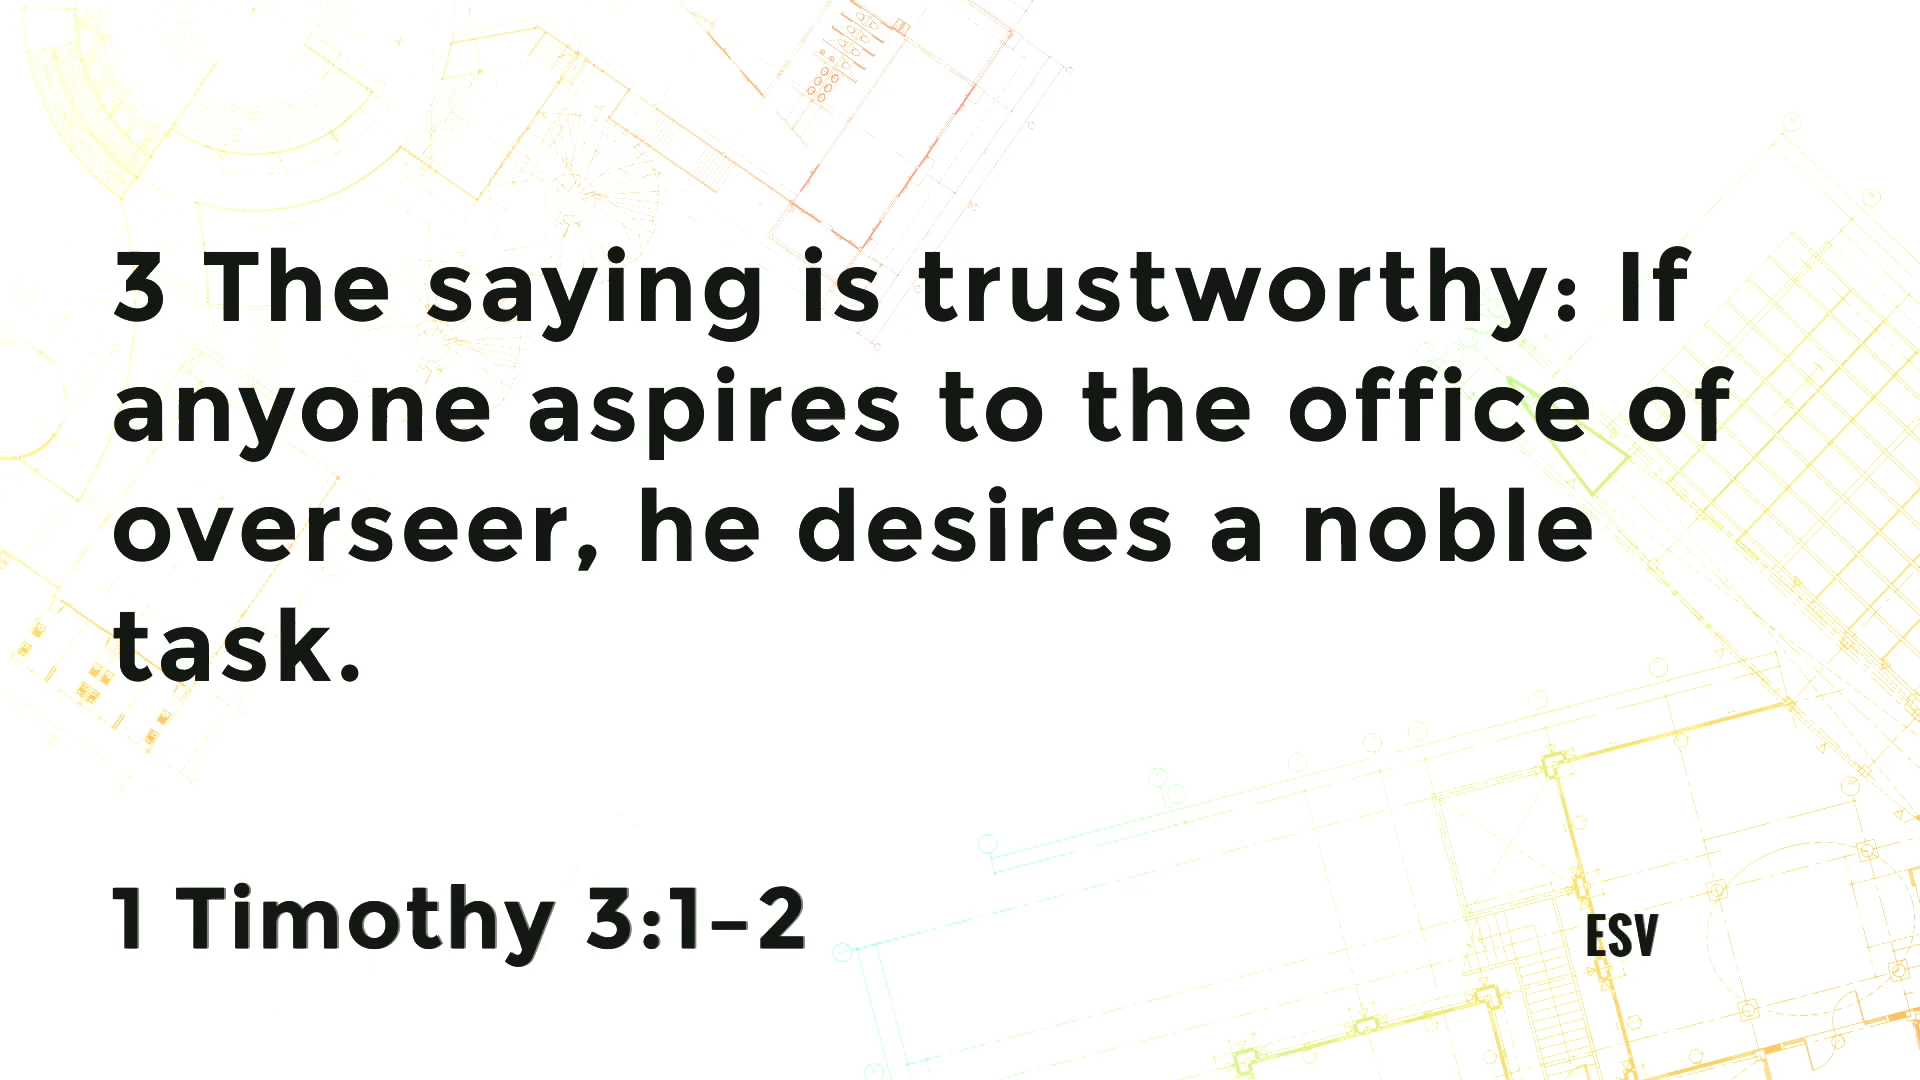 3 The saying is trustworthy: If
anyone aspires to the office of
overseer, he desires a noble
task.
1 Timothy 3:1–2
ESV